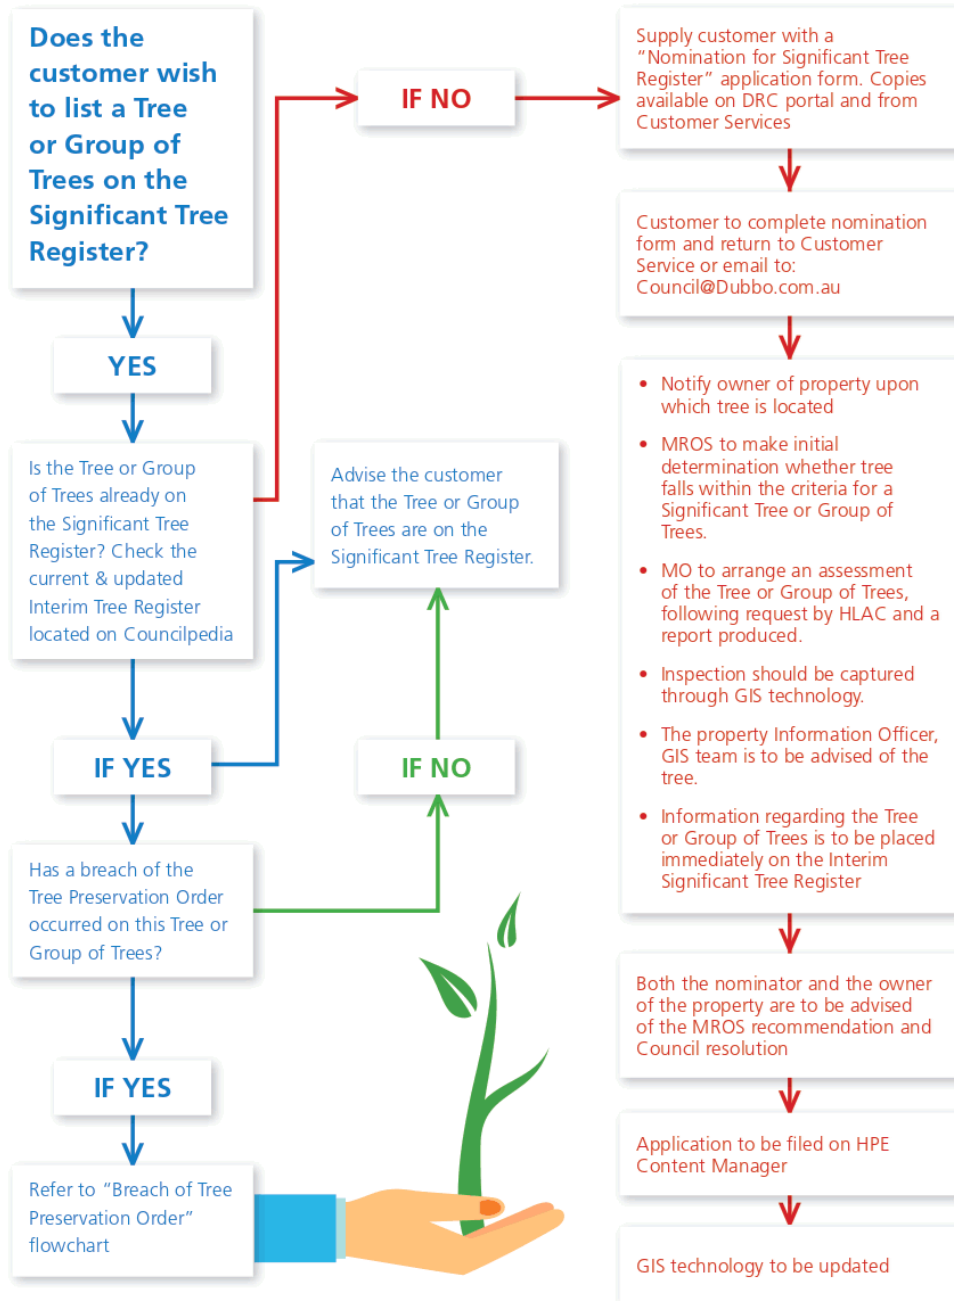 Does the
customer wish
to list a Tree
or Group of
Trees on the
Significant Tree
Register?
YES
Is the Tree or Group
of Trees already on
the Significant Tree
Register? Check the
current & updated
Interim Tree Register
located on Councilpedia
IF YES
Has a breach of the
Tree Preservation Order
occurred on this Tree or
Group of Trees?
IF YES
Refer to “Breach of Tree
Preservation Order”
flowchart
Advise the customer
that the Tree or Group
of Trees are on the
Significant Tree Register.
IF NO
IF NO
Supply customer with a
“Nomination for Significant Tree
Register” application form. Copies
available on DRC portal and from
Customer Services
Customer to complete nomination
form and return to Customer
Service or email to:
Council@Dubbo.com.au
• Notify owner of property upon
which tree is located
• MROS to make initial
determination whether tree
falls within the criteria for a
Significant Tree or Group of
Trees.
• MO to arrange an assessment
of the Tree or Group of Trees,
following request by HLAC and a
report produced.
• Inspection should be captured
through GIS technology.
• The property Information Officer,
GIS team is to be advised of the
tree.
• Information regarding the Tree
or Group of Trees is to be placed
immediately on the Interim
Significant Tree Register
Both the nominator and the owner
of the property are to be advised
of the MROS recommendation and
Council resolution
Application to be filed on HPE
Content Manager
GIS technology to be updated